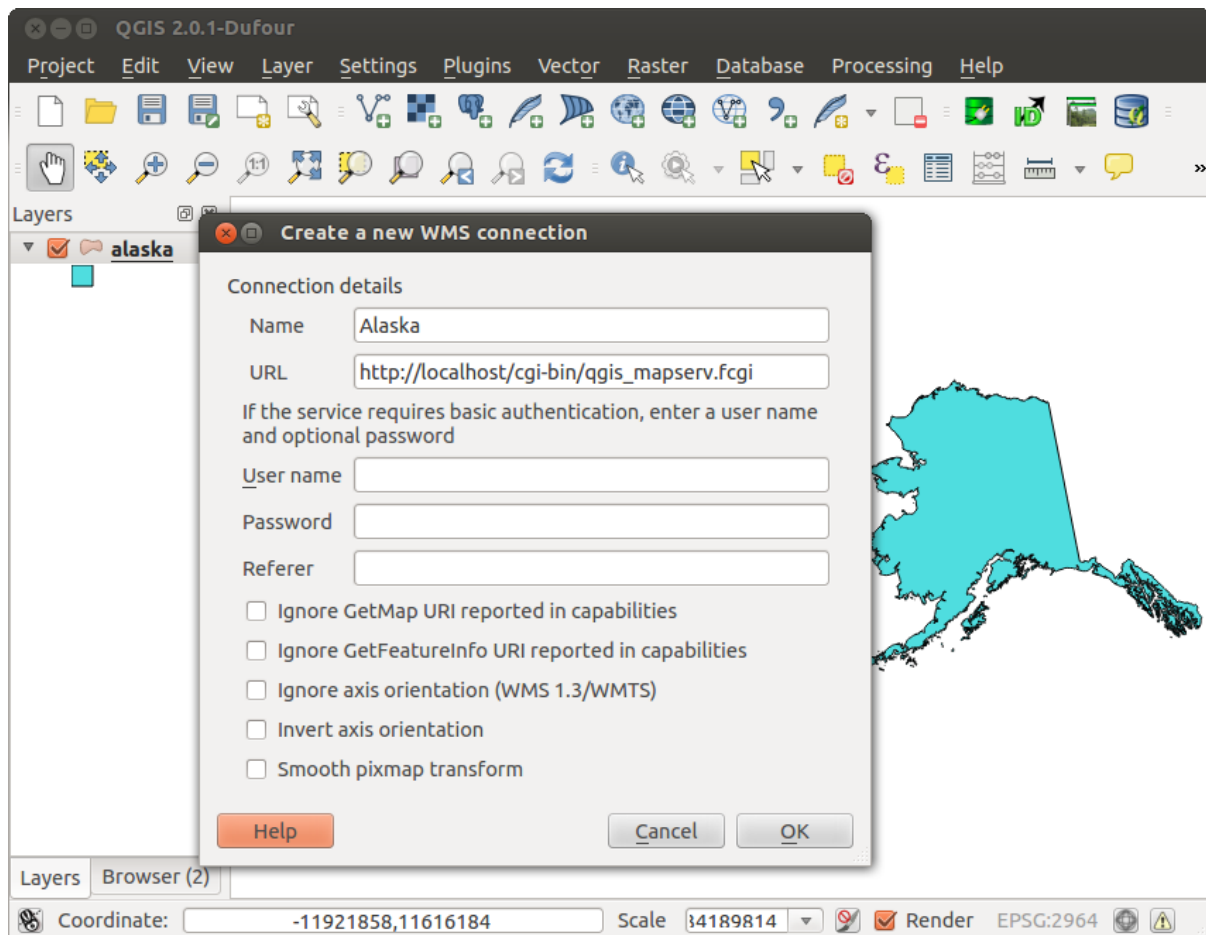 QGIS 2.0.1-Dufour
Project Edit View Layer Settings Plugins Vector Raster Database Processing Help
1:1
Layers
alaska
Create a new WMS connection
Connection details
Name Alaska
URL http://localhost/cgi-bin/qgis_mapserv.fcgi
If the service requires basic authentication, enter a user name
and optional password
User name
Password
Referer
Ignore GetMap URI reported in capabilities
Ignore GetFeatureInfo URI reported in capabilities
Ignore axis orientation (WMS 1.3/WMTS)
Invert axis orientation
Smooth pixmap transform
Help Cancel OK
Layers Browser (2)
Coordinate: -11921858,11616184 Scale 34189814 Render EPSG:2964